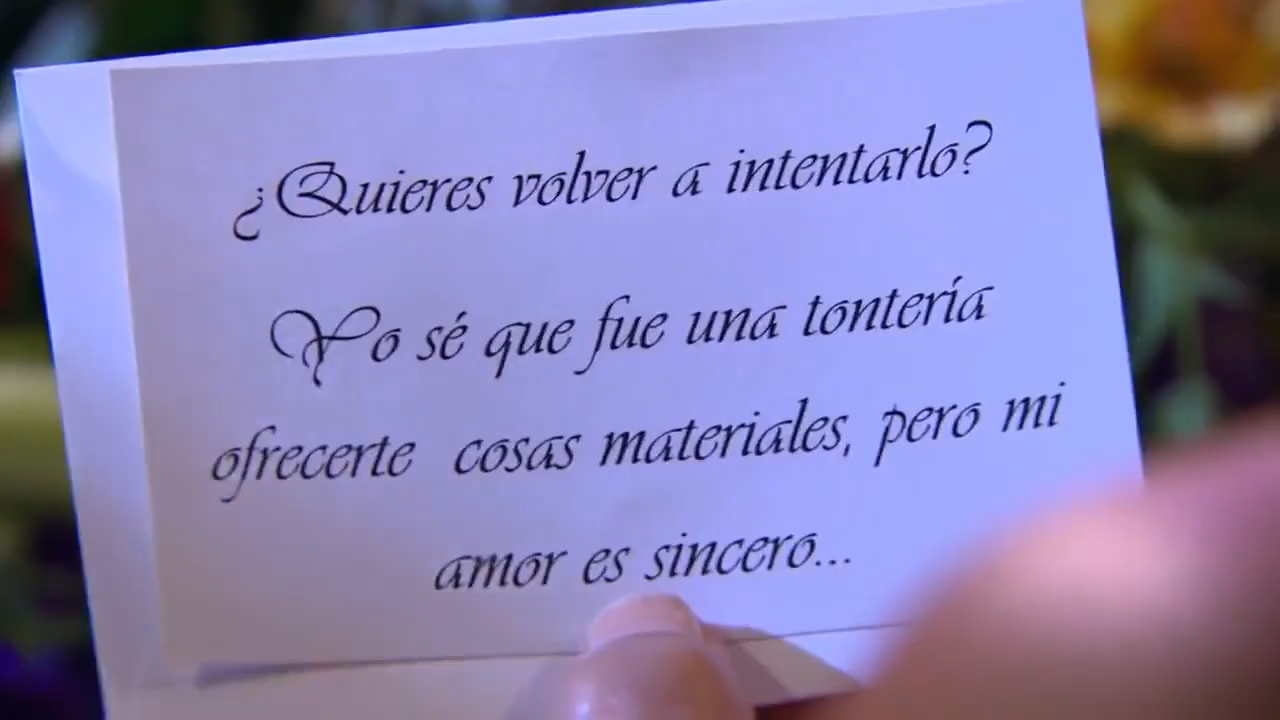 ¿Quieres volver a intentarlo?
Yo sé que fue una tontería
ofrecerte cosas materiales, pero mi
amor es sincero...